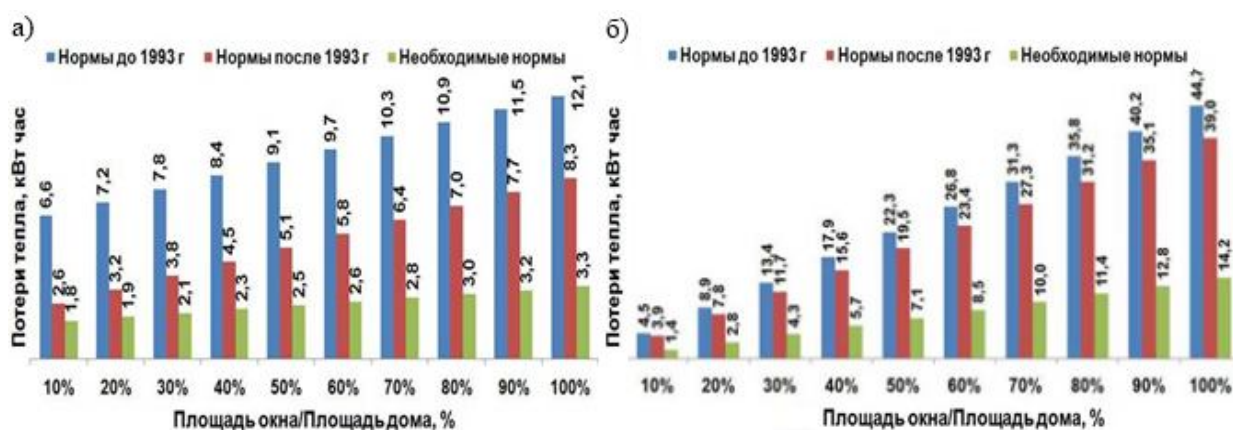 а)
Нормы до 1993 г Нормы после 1993 г Необходимые нормы
Потери тепла, кВт час
6,6 2,6 1,8 7,2 3,2 1,9 7,8 3,8 2,1 8,4 4,5 2,3 9,1 5,1 2,5 9,7 5,8 2,6 10,3 6,4 2,8 10,9 7,0 3,0 11,5 7,7 3,2 12,1 8,3 3,3
10% 20% 30% 40% 50% 60% 70% 80% 90% 100%
Площадь окна/Площадь дома, %
б)
Нормы до 1993 г Нормы после 1993 г Необходимые нормы
Потери тепла, кВт час
4,5 3,9 1,4 8,9 7,8 2,8 13,4 11,7 4,3 17,9 15,6 5,7 22,3 19,5 7,1 26,8 23,4 8,5 31,3 27,3 10,0 35,8 31,2 11,4 40,2 35,1 12,8 44,7 39,0 14,2
10% 20% 30% 40% 50% 60% 70% 80% 90% 100%
Площадь окна/Площадь дома, %